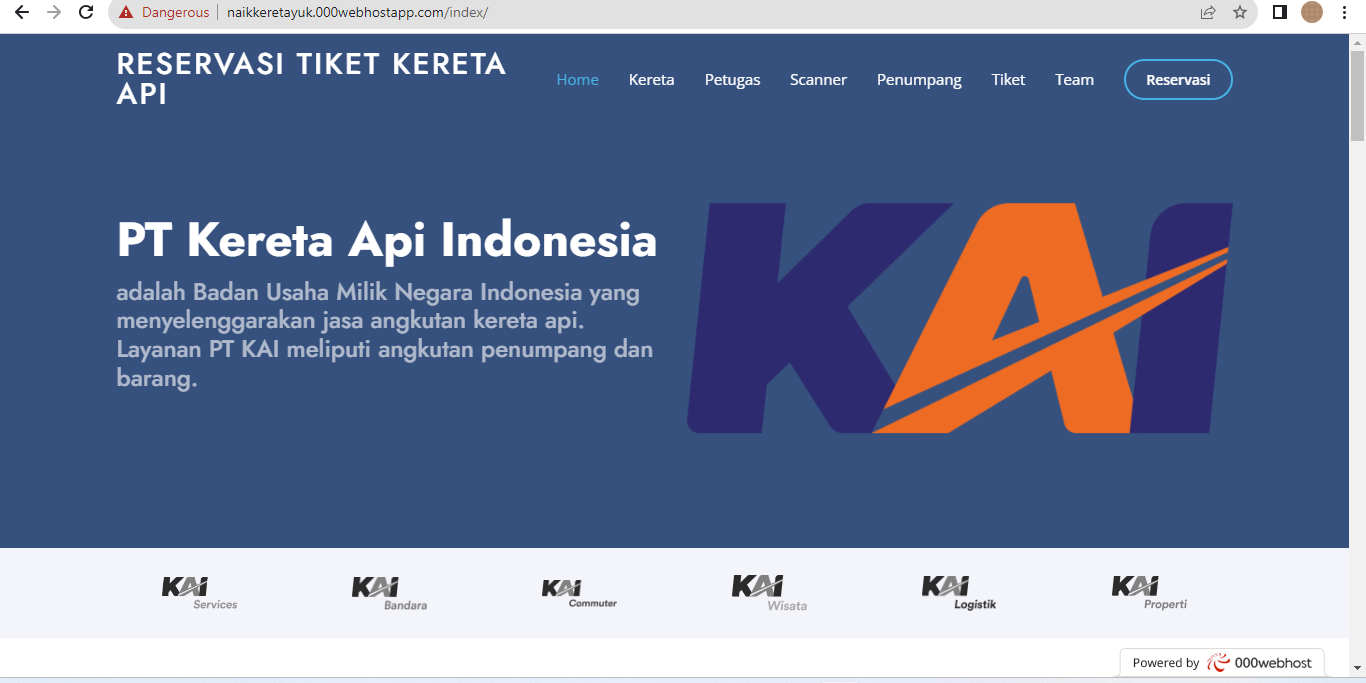 Dangerous naikkeretayuk.000webhostapp.com/index/
RESERVASI TIKET KERETA
API
Home Kereta Petugas Scanner Penumpang Tiket Team Reservasi
PT Kereta Api Indonesia
adalah Badan Usaha Milik Negara Indonesia yang
menyelenggarakan jasa angkutan kereta api.
Layanan PT KAI meliputi angkutan penumpang dan
barang.
KAI
KAI Services
KAI Bandara
KAI Commuter
KAI Wisata
KAI Logistik
KAI Properti
Powered by 000webhost